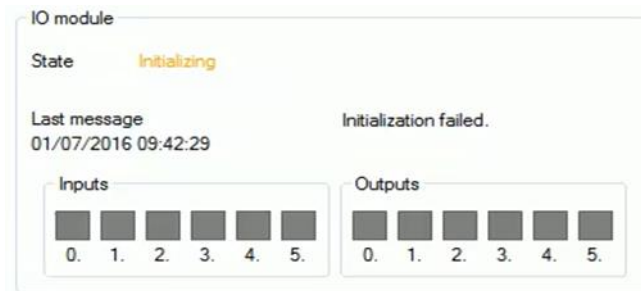 IO module
State Initializing
Last message Initialization failed.
01/07/2016 09:42:29
Inputs Outputs
0. 1. 2. 3. 4. 5. 0. 1. 2. 3. 4. 5.